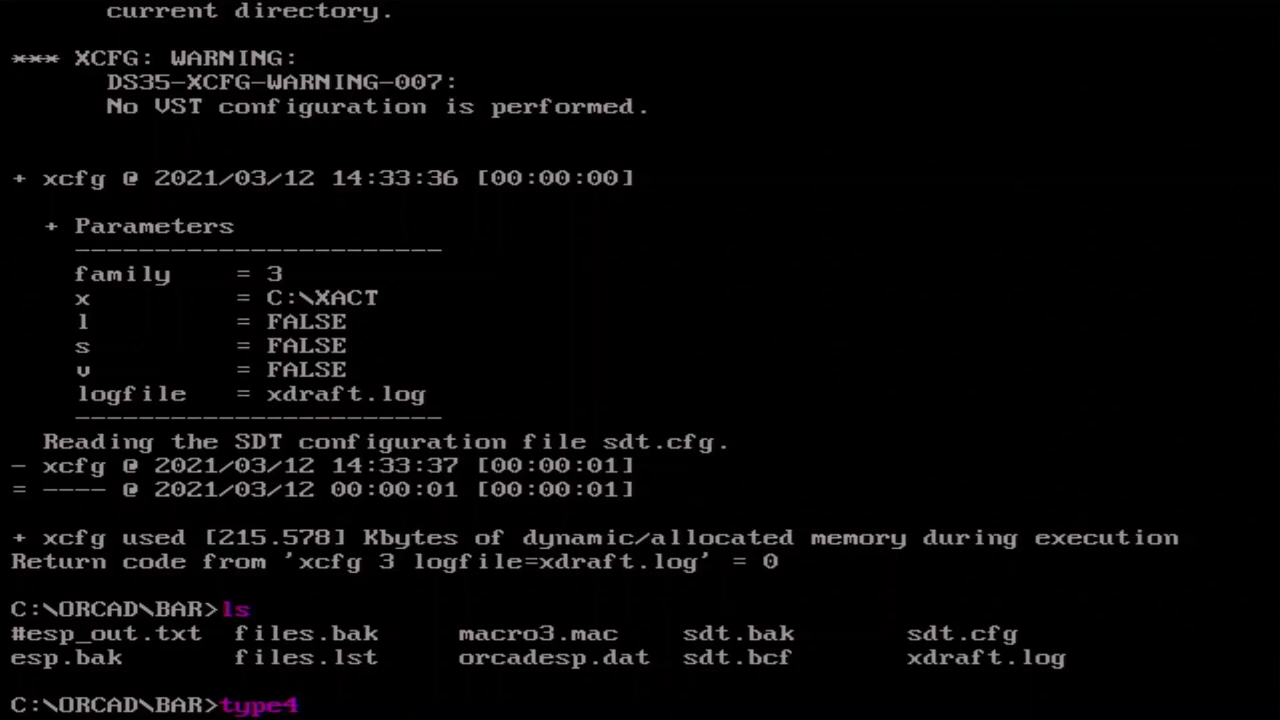 current directory.
*** XCFG: WARNING:
DS35-XCFG-WARNING-007:
No VST configuration is performed.
+ xcfg @ 2021/03/12 14:33:36 [00:00:00]
+ Parameters
-----------------------
family = 3
x = C:\XACT
l = FALSE
s = FALSE
v = FALSE
logfile = xdraft.log
-----------------------
Reading the SDT configuration file sdt.cfg.
- xcfg @ 2021/03/12 14:33:37 [00:00:01]
= ---- @ 2021/03/12 00:00:01 [00:00:01]
+ xcfg used [215.578] Kbytes of dynamic/allocated memory during execution
Return code from 'xcfg 3 logfile=xdraft.log' = 0
C:\ORCAD\BAR>ls
#esp_out.txt files.bak macro3.mac sdt.bak sdt.cfg
esp.bak files.lst orcadesp.dat sdt.bcf xdraft.log
C:\ORCAD\BAR>type4